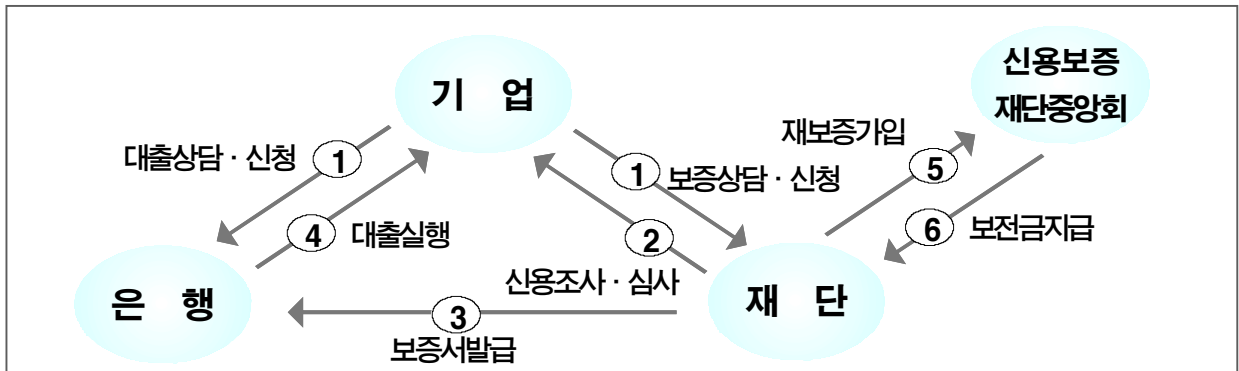 신용보증
재단중앙회
기 업
재보증가입
대출상담 · 신청
1
1
보증상담 · 신청
5
4
대출실행
2
6
보전금지급
신용조사 · 심사
은 행
재 단
3
보증서발급